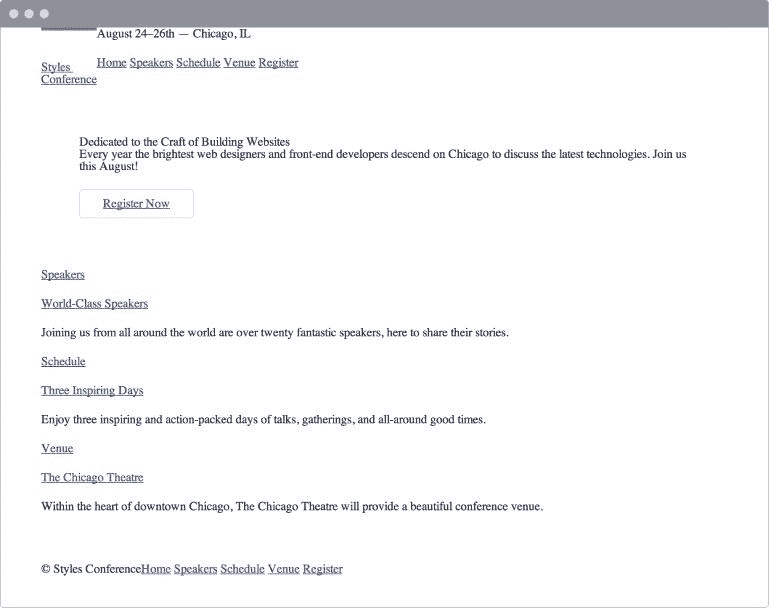 August 24–26th — Chicago, IL
Home Speakers Schedule Venue Register
Styles
Conference
Dedicated to the Craft of Building Websites
Every year the brightest web designers and front-end developers descend on Chicago to discuss the latest technologies. Join us
this August!
Register Now
Speakers
World-Class Speakers
Joining us from all around the world are over twenty fantastic speakers, here to share their stories.
Schedule
Three Inspiring Days
Enjoy three inspiring and action-packed days of talks, gatherings, and all-around good times.
Venue
The Chicago Theatre
Within the heart of downtown Chicago, The Chicago Theatre will provide a beautiful conference venue.
© Styles ConferenceHome Speakers Schedule Venue Register